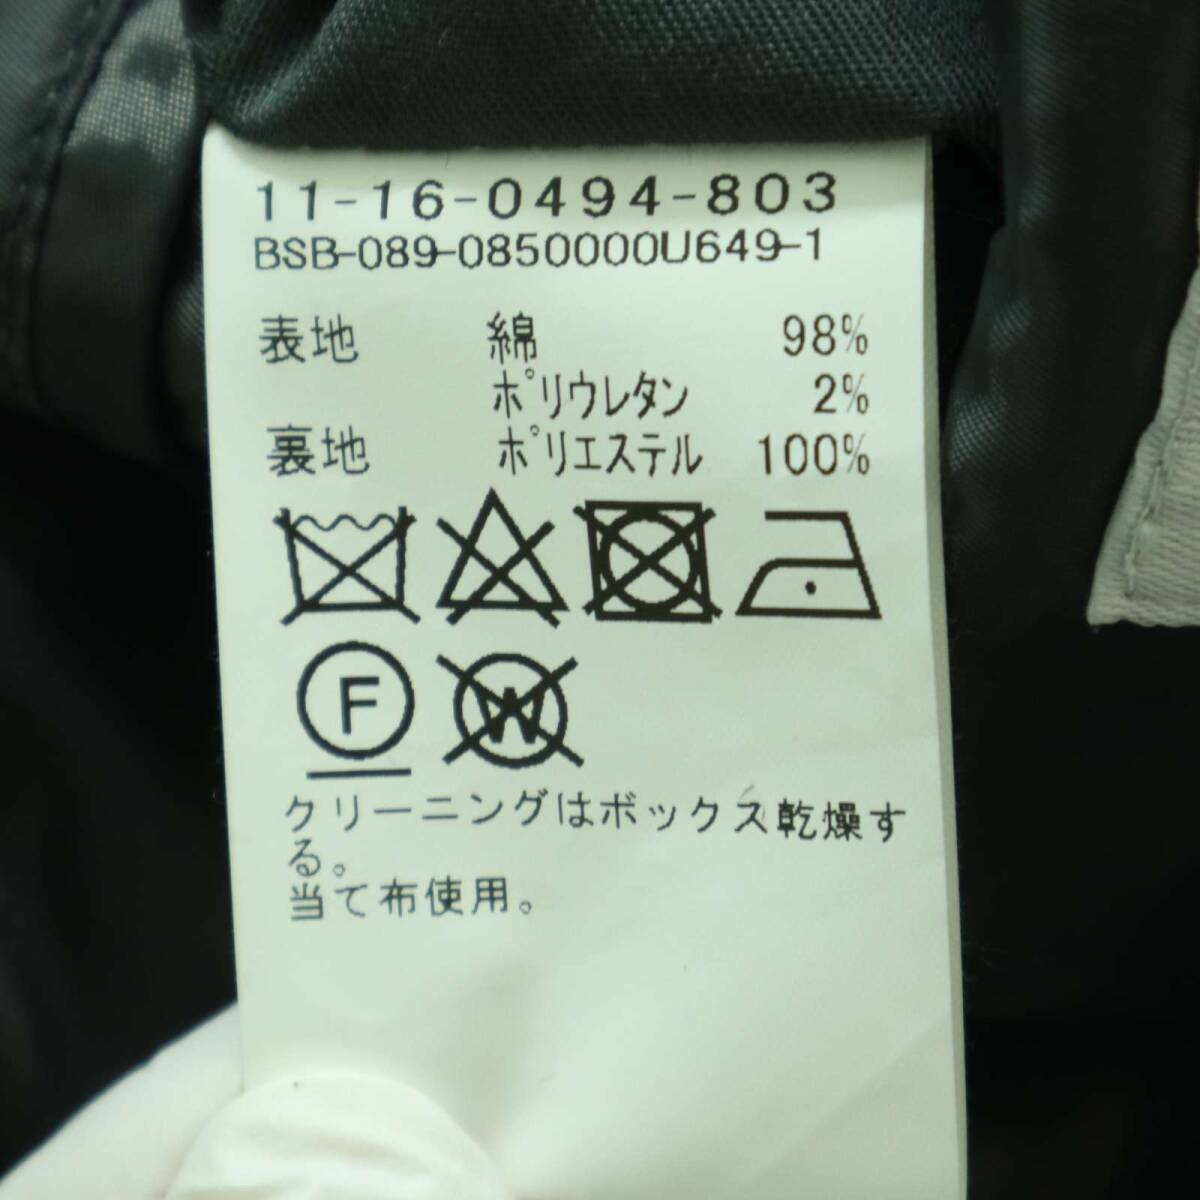 11-16-0494-803
BSB-089-0850000U649-1
表地 綿 98%
ポリウレタン 2%
裏地 ポリエステル 100%
F W
クリーニングはボックス乾燥す
る。
当て布使用。